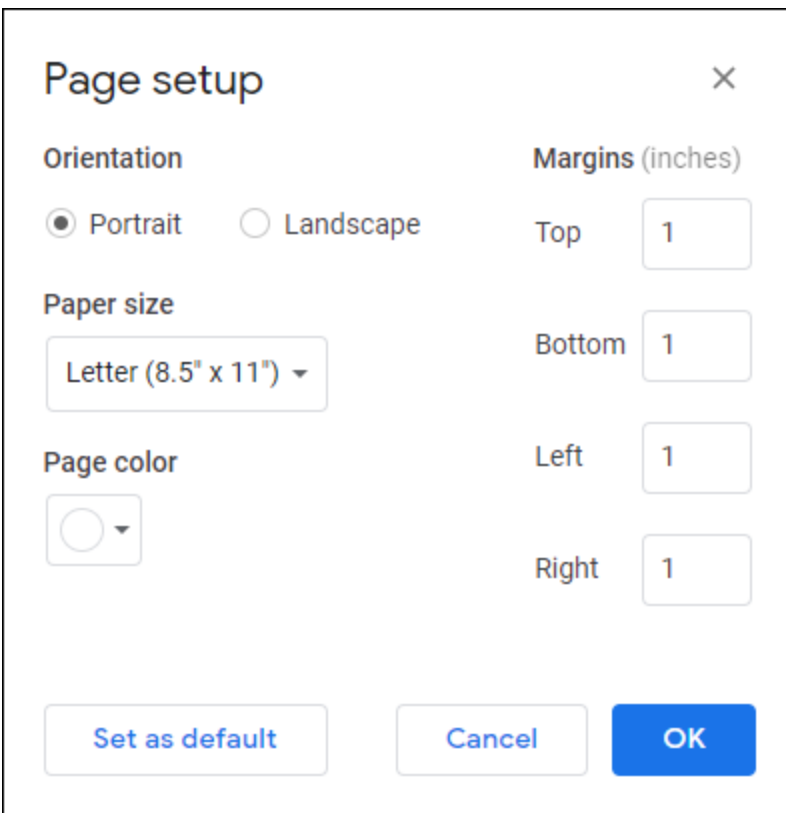 Page setup
Orientation
Portrait Landscape
Paper size
Letter (8.5" x 11")
Page color
Margins (inches)
Top 1
Bottom 1
Left 1
Right 1
Set as default Cancel OK